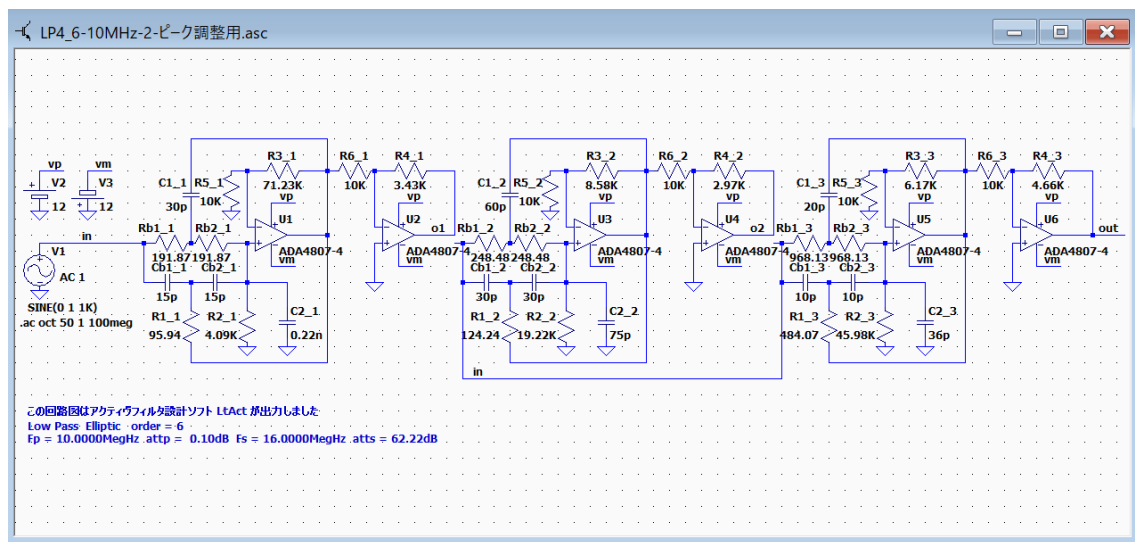 LP4_6-10MHz-2-ピーク調整用.asc
vp
vm
V2
V3
12
12
in
V1
AC 1
SINE(0 1 1K)
.ac oct 50 1 100meg
R3_1
R6_1
R4_1
71.23K
10K
3.43K
C1_1
R5_1
30p
10K
vp
vp
U1
U2
Rb1_1
Rb2_1
o1
191.87
191.87
ADA4807-4
ADA4807-4
vm
vm
Cb1_1
Cb2_1
15p
15p
R1_1
R2_1
C2_1
95.94
4.09K
0.22n
R3_2
R6_2
R4_2
8.58K
10K
2.97K
C1_2
R5_2
60p
10K
vp
vp
U3
U4
Rb1_2
Rb2_2
o2
248.48
248.48
ADA4807-4
ADA4807-4
vm
vm
Cb1_2
Cb2_2
30p
30p
R1_2
R2_2
C2_2
124.24
19.22K
75p
in
R3_3
R6_3
R4_3
6.17K
10K
4.66K
C1_3
R5_3
20p
10K
vp
vp
U5
U6
Rb1_3
Rb2_3
out
968.13
968.13
ADA4807-4
ADA4807-4
vm
vm
Cb1_3
Cb2_3
10p
10p
R1_3
R2_3
C2_3
484.07
45.98K
36p
この回路図はアクティヴフィルタ設計ソフト LtAct が出力しました
Low Pass Elliptic order = 6
Fp = 10.0000MegHz attp = 0.10dB Fs = 16.0000MegHz atts = 62.22dB